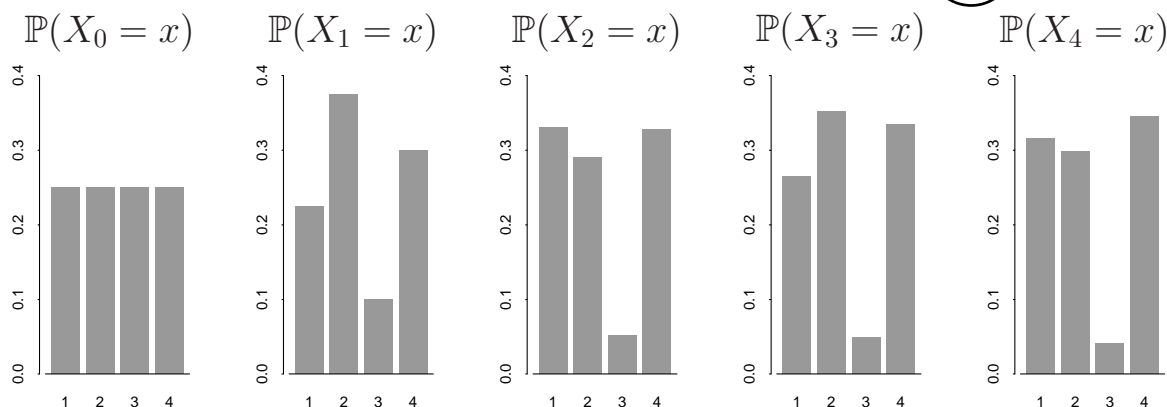 ℙ(X₀ = x) ℙ(X₁ = x) ℙ(X₂ = x) ℙ(X₃ = x) ℙ(X₄ = x)
0.4 0.4 0.4 0.4 0.4
0.3 0.3 0.3 0.3 0.3
0.2 0.2 0.2 0.2 0.2
0.1 0.1 0.1 0.1 0.1
0.0 0.0 0.0 0.0 0.0
1 2 3 4 1 2 3 4 1 2 3 4 1 2 3 4 1 2 3 4